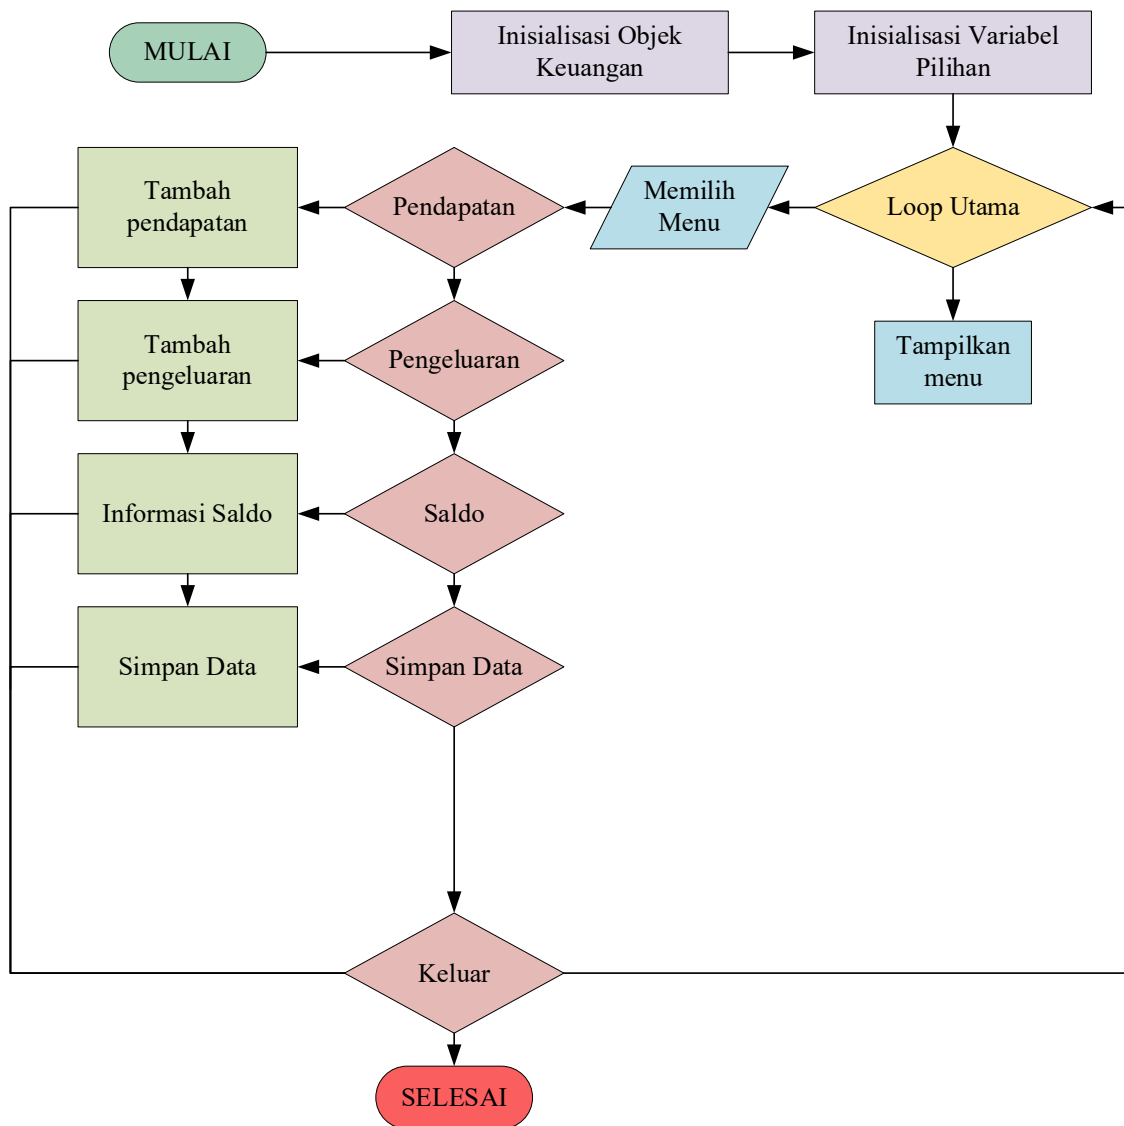 MULAI
Inisialisasi Objek
Keuangan
Inisialisasi Variabel
Pilihan
Tambah
pendapatan
Pendapatan
Memilih
Menu
Loop Utama
Tambah
pengeluaran
Pengeluaran
Tampilkan
menu
Informasi Saldo
Saldo
Simpan Data
Simpan Data
Keluar
SELESAI